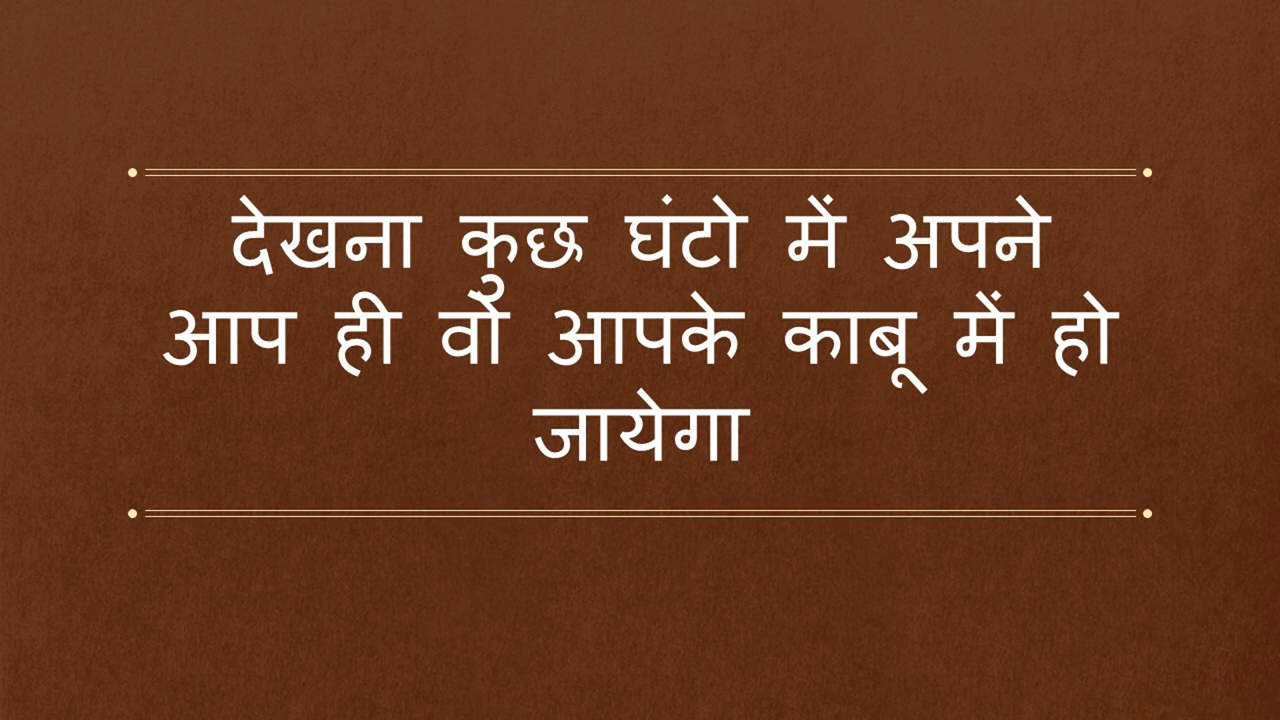 देखना कुछ घंटो में अपने
आप ही वो आपके काबू में हो
जायेगा